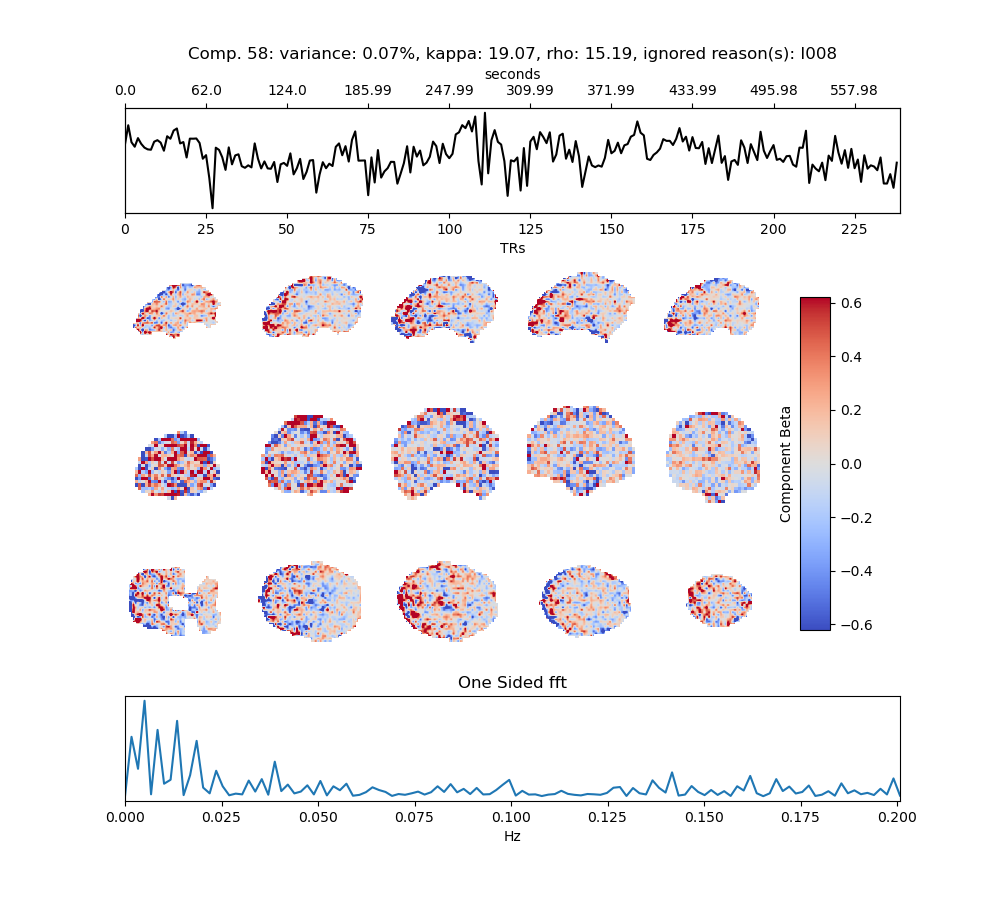 Comp. 58: variance: 0.07%, kappa: 19.07, rho: 15.19, ignored reason(s): I008
seconds
0.0 62.0 124.0 185.99 247.99 309.99 371.99 433.99 495.98 557.98
0 25 50 75 100 125 150 175 200 225
TRs
0.6
0.4
0.2
0.0
−0.2
−0.4
−0.6
Component Beta
One Sided fft
0.000 0.025 0.050 0.075 0.100 0.125 0.150 0.175 0.200
Hz